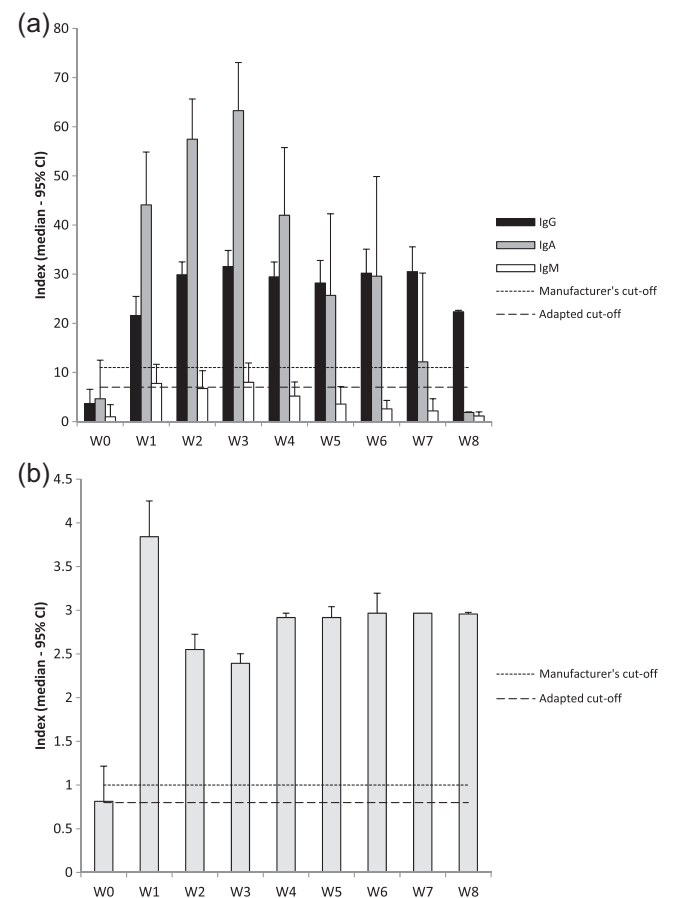 (a)
Index (median - 95% CI)
80
70
60
50
40
30
20
10
0
W0 W1 W2 W3 W4 W5 W6 W7 W8
IgG
IgA
IgM
Manufacturer's cut-off
Adapted cut-off
(b)
Index (median - 95% CI)
4.5
4
3.5
3
2.5
2
1.5
1
0.5
0
W0 W1 W2 W3 W4 W5 W6 W7 W8
Manufacturer's cut-off
Adapted cut-off